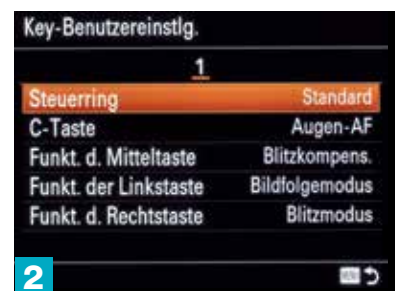 Key-Benutzereinstlg.
1
Steuerring Standard
C-Taste Augen-AF
Funkt. d. Mitteltaste Blitzkompens.
Funkt. der Linkstaste Bildfolgemodus
Funkt. d. Rechtstaste Blitzmodus
2